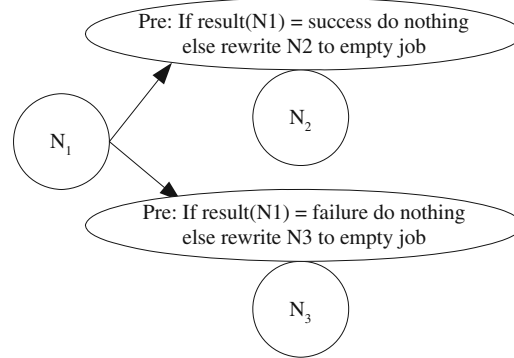 Pre: If result(N1) = success do nothing
else rewrite N2 to empty job
N₂
N₁
Pre: If result(N1) = failure do nothing
else rewrite N3 to empty job
N₃